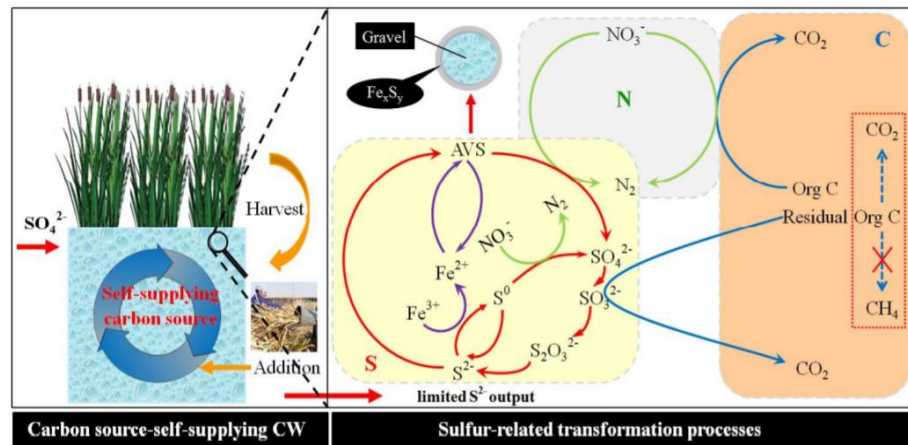 SO₄²⁻
Harvest
Self-supplying
carbon source
Addition
Carbon source-self-supplying CW
Gravel
FeₓSᵧ
AVS
NO₃⁻
N
N₂
N₂
NO₃⁻
Fe²⁺
Fe³⁺
S⁰
SO₄²⁻
SO₃²⁻
S₂O₃²⁻
S²⁻
S
limited S²⁻ output
CO₂
C
CO₂
Org C
Residual Org C
CH₄
CO₂
Sulfur-related transformation processes